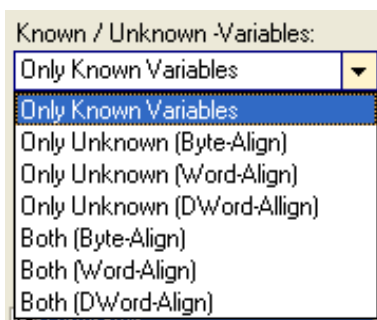 Known / Unknown -Variables:
Only Known Variables
Only Known Variables
Only Unknown (Byte-Align)
Only Unknown (Word-Align)
Only Unknown (DWord-Allign)
Both (Byte-Align)
Both (Word-Align)
Both (DWord-Align)